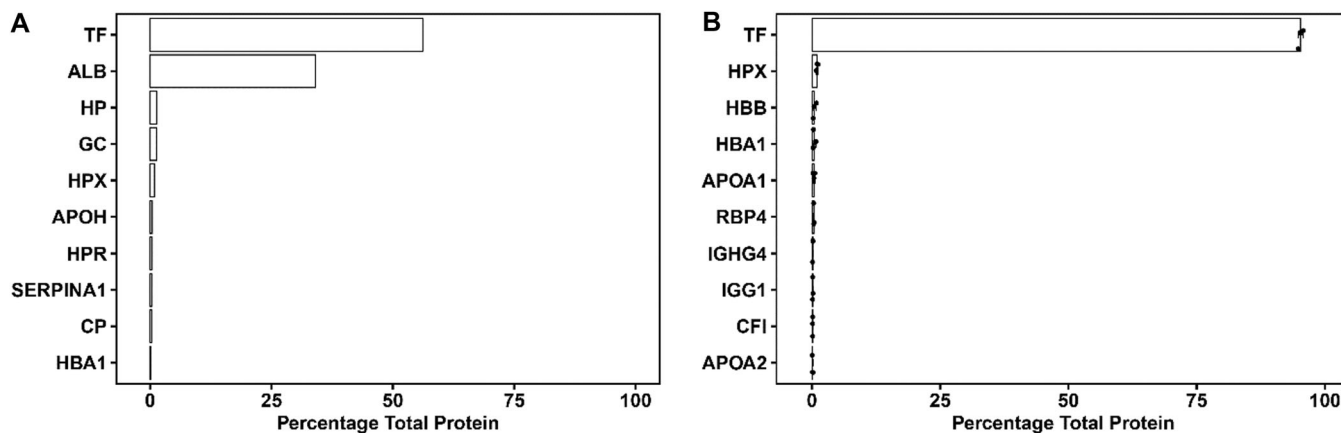 A
TF
ALB
HP
GC
HPX
APOH
HPR
SERPINA1
CP
HBA1
0 25 50 75 100
Percentage Total Protein
B
TF
HPX
HBB
HBA1
APOA1
RBP4
IGHG4
IGG1
CFI
APOA2
0 25 50 75 100
Percentage Total Protein